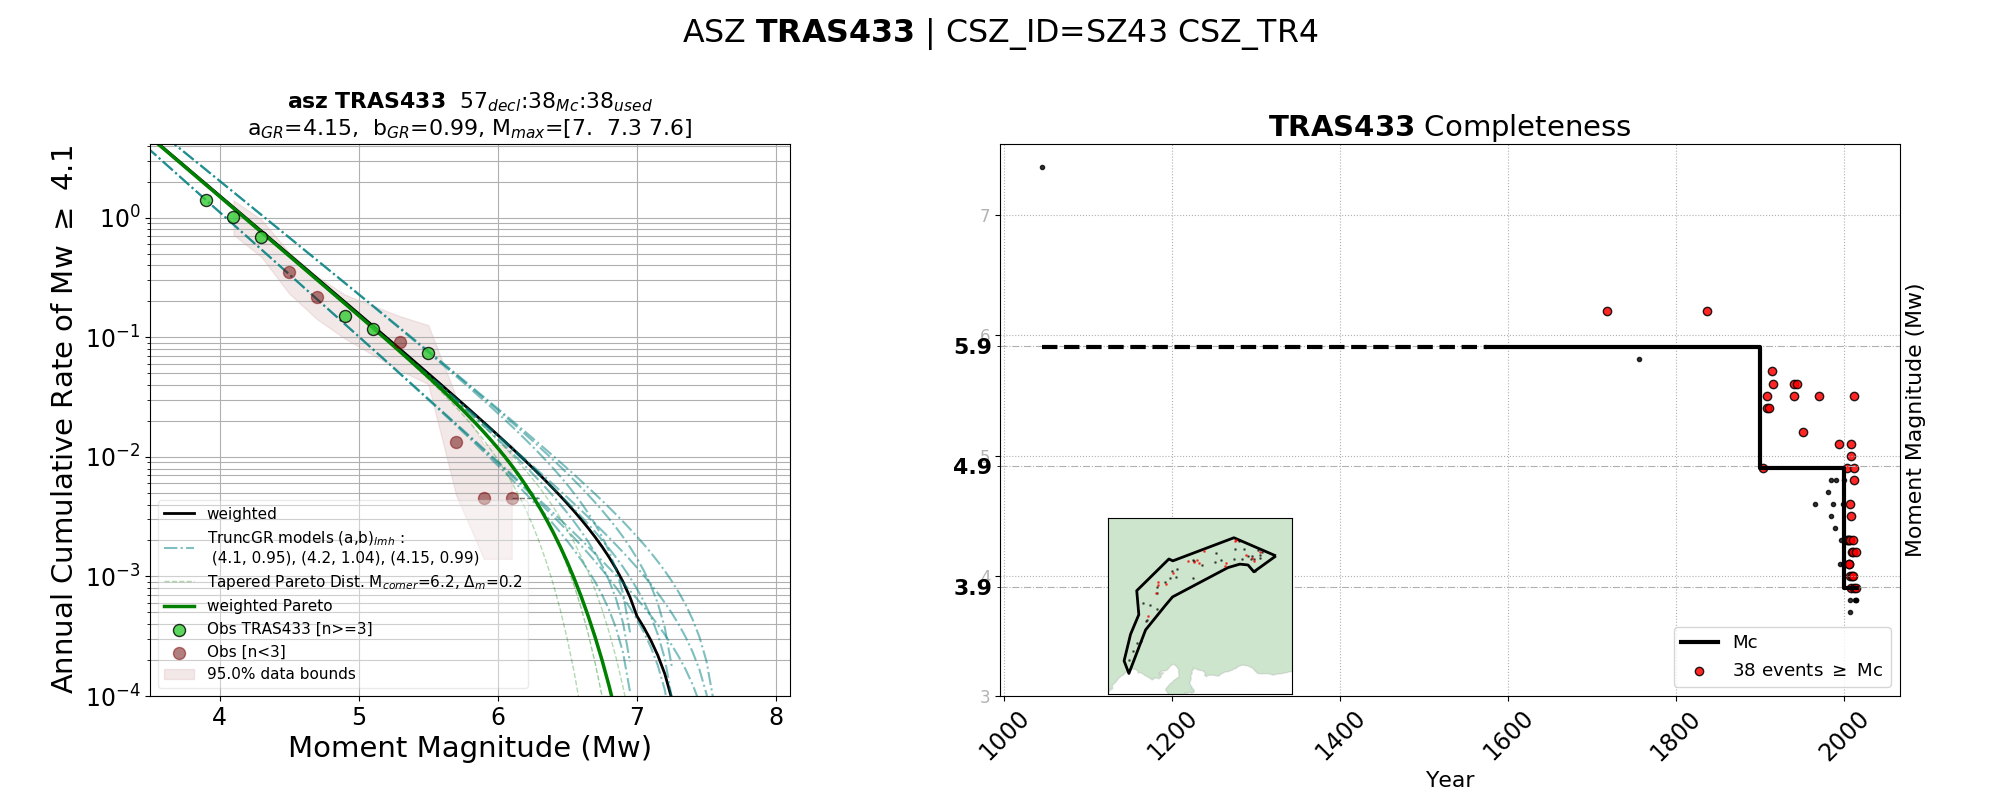 ASZ TRAS433 | CSZ_ID=SZ43 CSZ_TR4
asz TRAS433 57decl:38Mc:38used
aGR=4.15, bGR=0.99, Mmax=[7. 7.3 7.6]
Annual Cumulative Rate of Mw ≥ 4.1
10^0
10^−1
10^−2
10^−3
10^−4
weighted
TruncGR models (a,b)lmh :
(4.1, 0.95), (4.2, 1.04), (4.15, 0.99)
Tapered Pareto Dist. Mcorner=6.2, Δm=0.2
weighted Pareto
Obs TRAS433 [n>=3]
Obs [n<3]
95.0% data bounds
4 5 6 7 8
Moment Magnitude (Mw)
TRAS433 Completeness
7
6
5.9
5
4.9
4
3.9
3
Moment Magnitude (Mw)
Mc
38 events ≥ Mc
1000 1200 1400 1600 1800 2000
Year